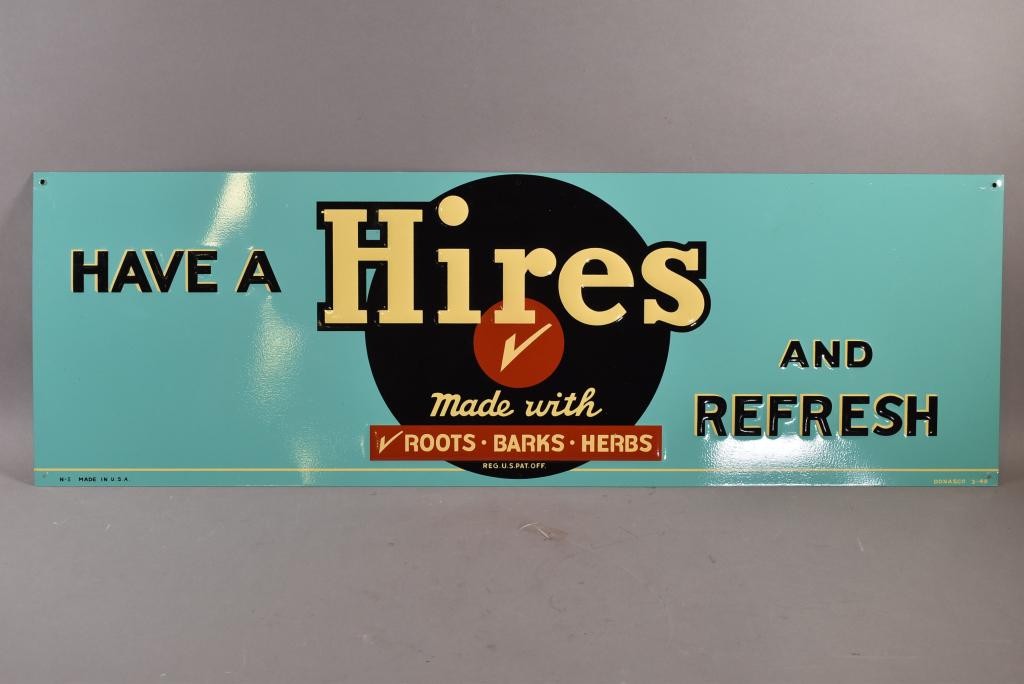 HAVE A
Hires
Made with
ROOTS · BARKS · HERBS
REG. U.S. PAT. OFF.
AND
REFRESH
MADE IN U.S.A.